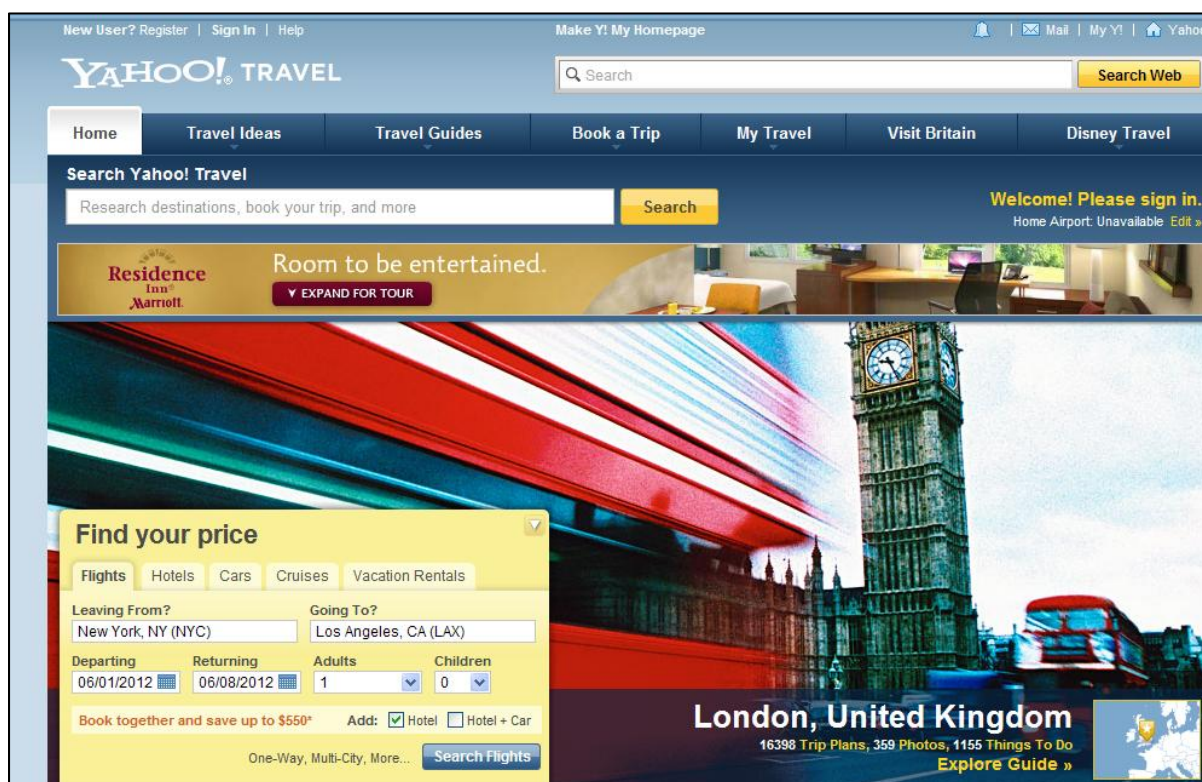 New User? Register | Sign In | Help Make Y! My Homepage | Mail | My Y! |
YAHOO! TRAVEL Search Search Web
Home Travel Ideas Travel Guides Book a Trip My Travel Visit Britain Disney Travel
Search Yahoo! Travel
Research destinations, book your trip, and more Search
Welcome! Please sign in.
Home Airport: Unavailable Edit »
Residence
Inn®
Marriott.
Room to be entertained.
EXPAND FOR TOUR
Find your price
Flights Hotels Cars Cruises Vacation Rentals
Leaving From? Going To?
New York, NY (NYC) Los Angeles, CA (LAX)
Departing Returning Adults Children
06/01/2012 06/08/2012 1 0
Book together and save up to $550* Add: Hotel Hotel + Car
One-Way, Multi-City, More... Search Flights
London, United Kingdom
16398 Trip Plans, 359 Photos, 1155 Things To Do
Explore Guide »